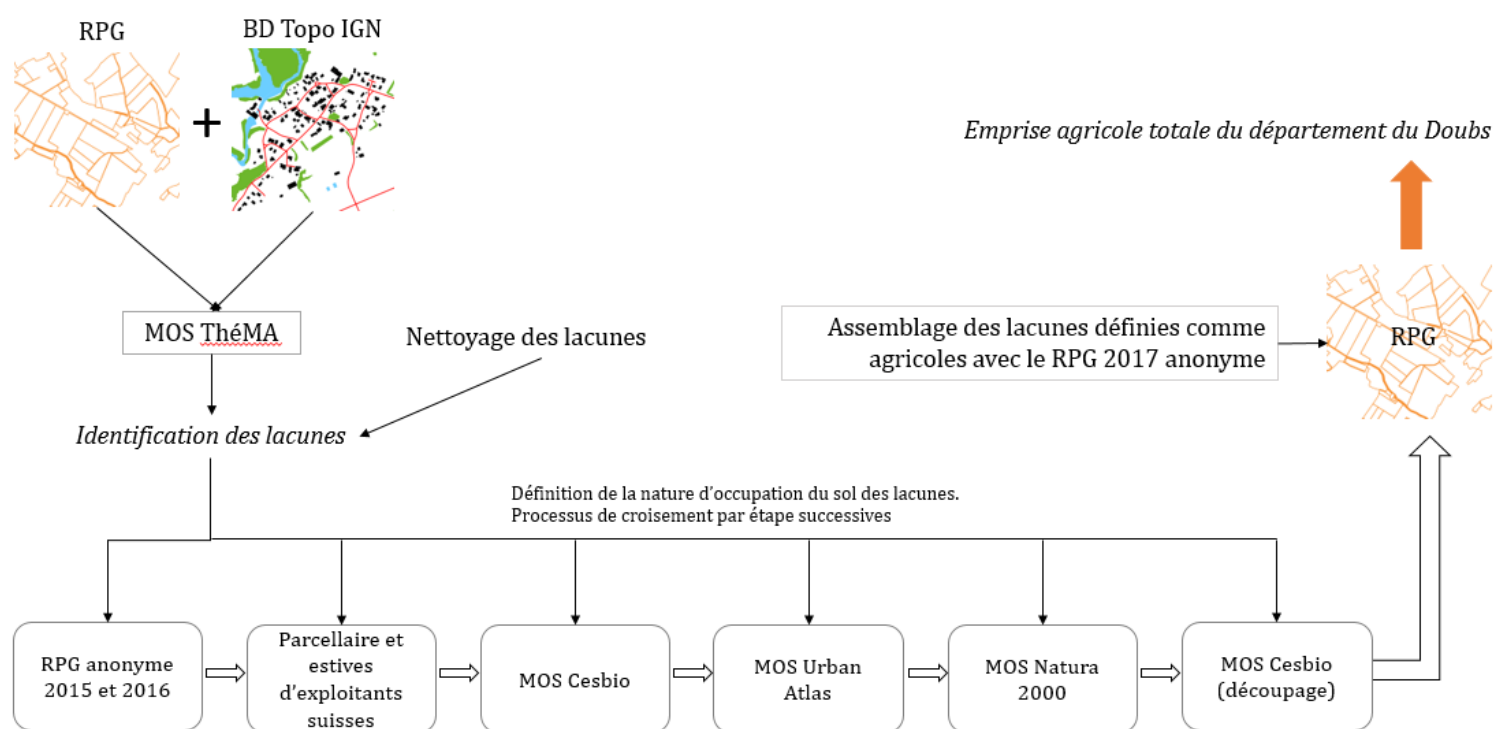 RPG
BD Topo IGN
+
Emprise agricole totale du département du Doubs
MOS ThéMA
Nettoyage des lacunes
Assemblage des lacunes définies comme
agricoles avec le RPG 2017 anonyme
RPG
Identification des lacunes
Définition de la nature d’occupation du sol des lacunes.
Processus de croisement par étape successives
RPG anonyme
2015 et 2016
Parcellaire et
estives
d’exploitants
suisses
MOS Cesbio
MOS Urban
Atlas
MOS Natura
2000
MOS Cesbio
(découpage)